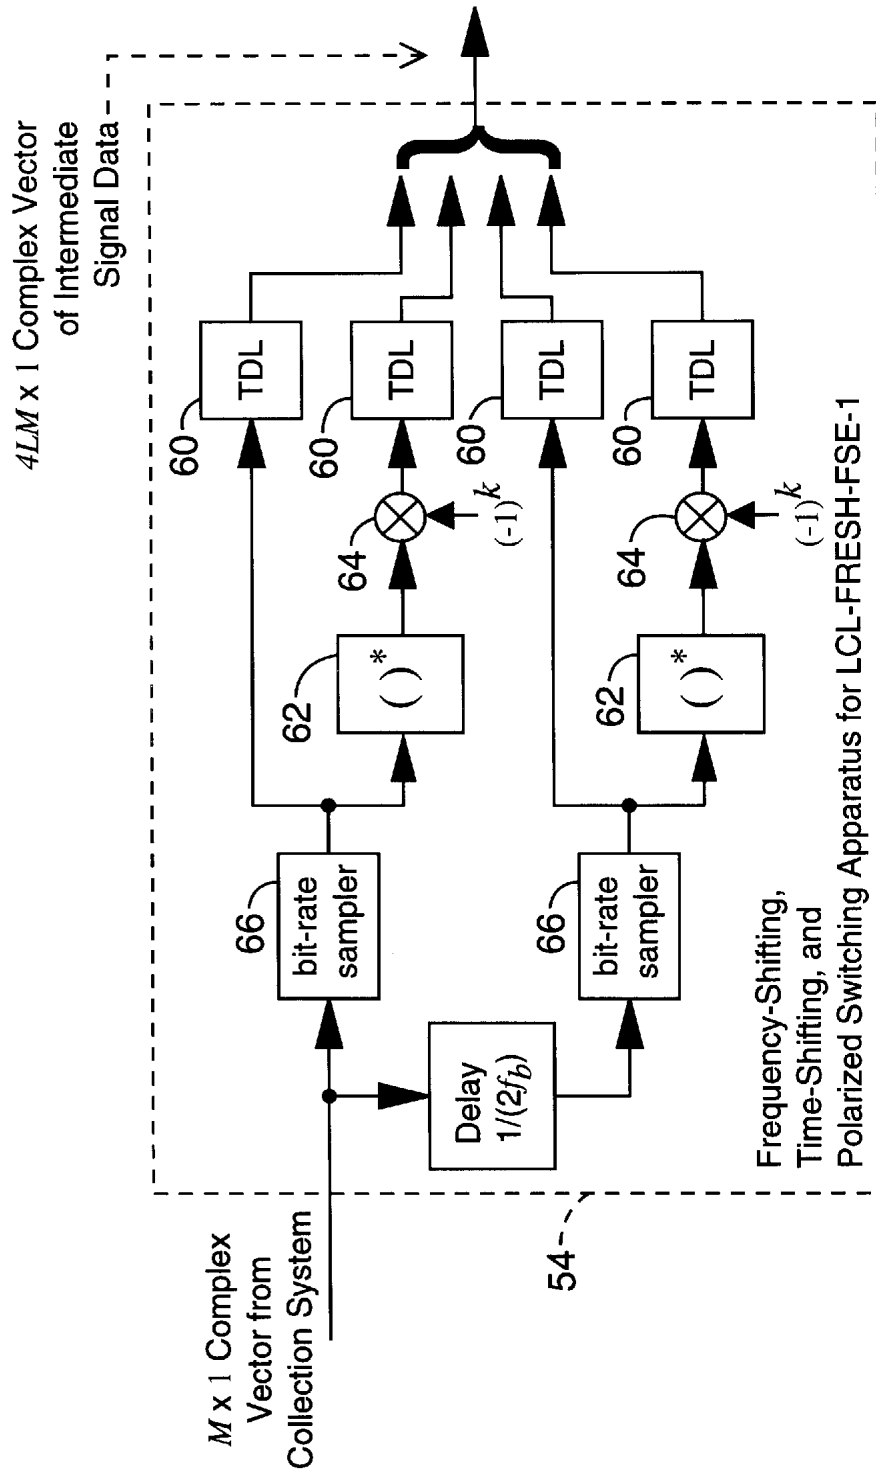 4LM x 1 Complex Vector
of Intermediate
Signal Data
M x 1 Complex
Vector from
Collection System
54
Delay
1/(2fb)
66
bit-rate
sampler
66
bit-rate
sampler
62
( )*
62
( )*
64
(-1)k
64
(-1)k
60
TDL
60
TDL
60
TDL
60
TDL
Frequency-Shifting,
Time-Shifting, and
Polarized Switching Apparatus for LCL-FRESH-FSE-1